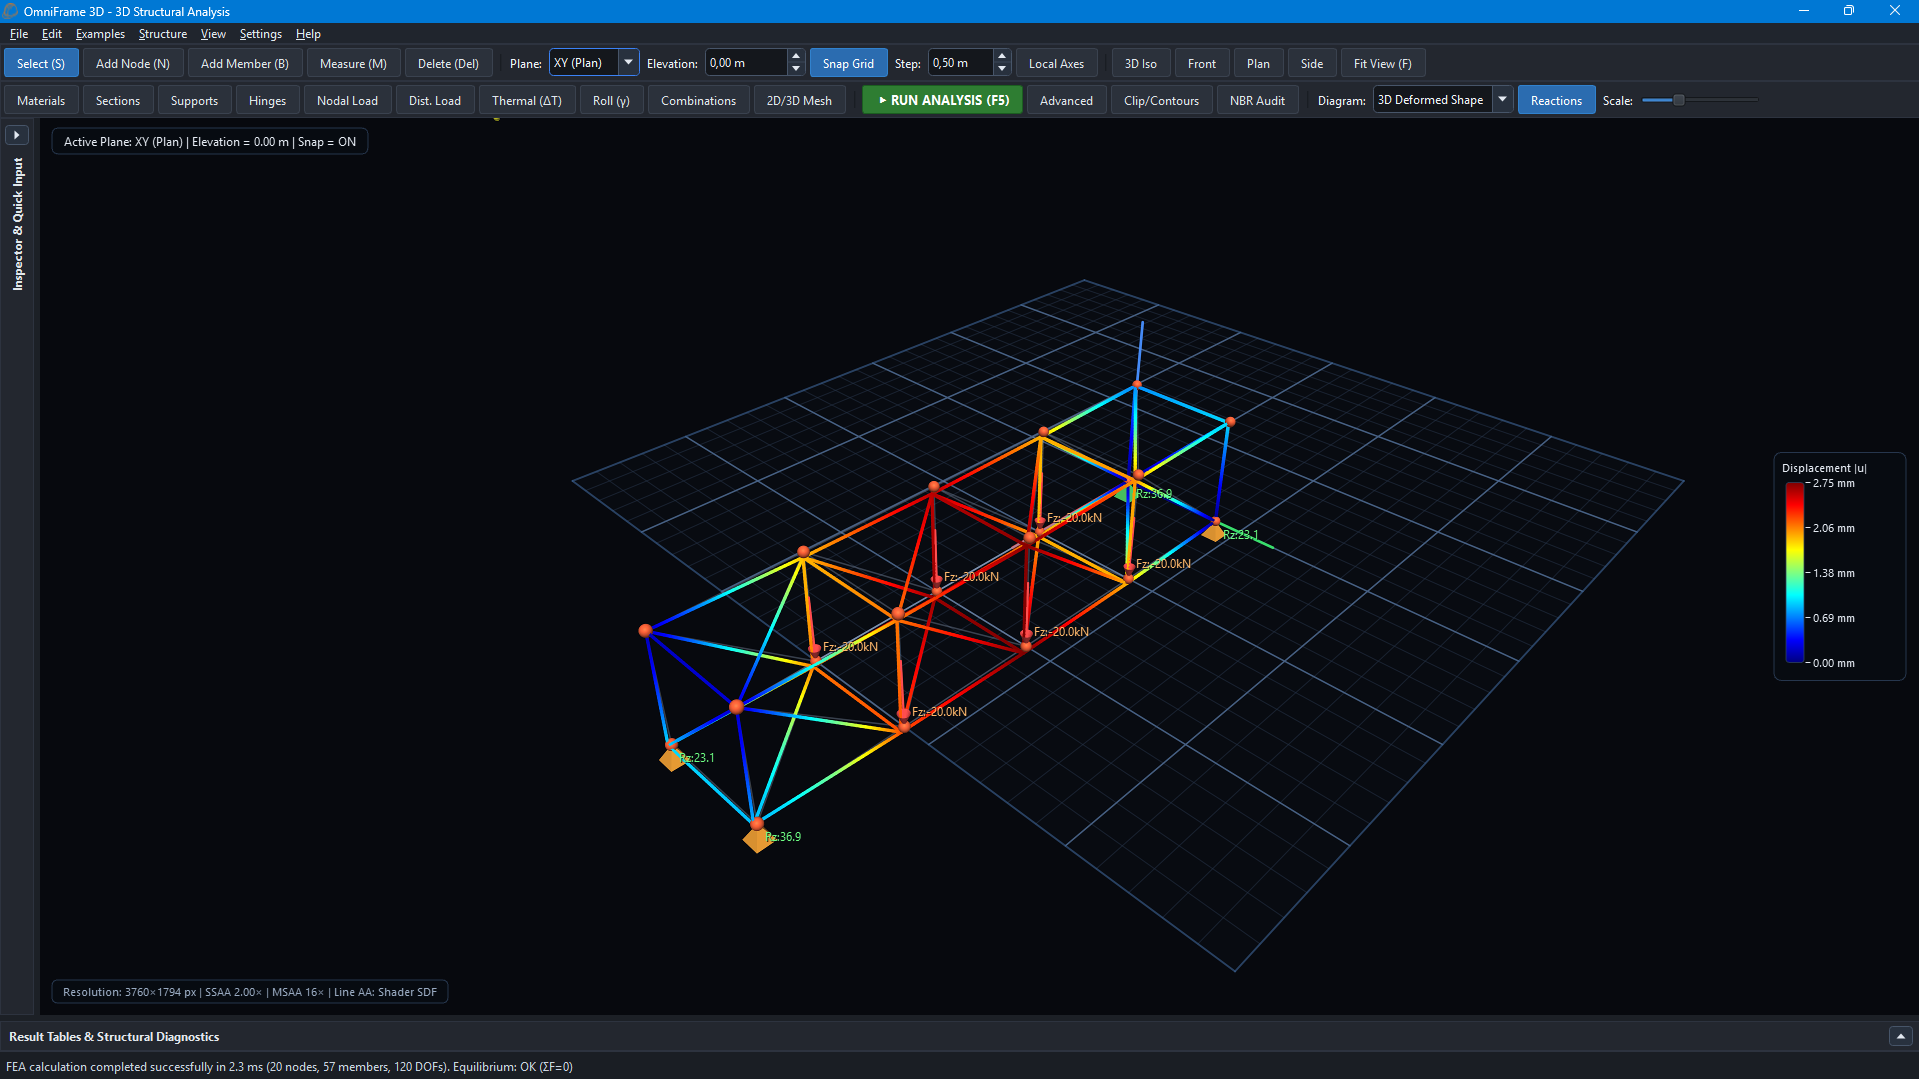 OmniFrame 3D - 3D Structural Analysis
File Edit Examples Structure View Settings Help
Select (S) Add Node (N) Add Member (B) Measure (M) Delete (Del) Plane: XY (Plan) Elevation: 0,00 m Snap Grid Step: 0,50 m Local Axes 3D Iso Front Plan Side Fit View (F)
Materials Sections Supports Hinges Nodal Load Dist. Load Thermal (ΔT) Roll (γ) Combinations 2D/3D Mesh RUN ANALYSIS (F5) Advanced Clip/Contours NBR Audit Diagram: 3D Deformed Shape Reactions Scale:
Active Plane: XY (Plan) | Elevation = 0.00 m | Snap = ON
Inspector & Quick Input
Displacement |u|
2.75 mm
2.06 mm
1.38 mm
0.69 mm
0.00 mm
Rz:36.9
Fz:-20.0kN
Rz:23.1
Fz:-20.0kN
Fz:-20.0kN
Fz:-20.0kN
Fz:-20.0kN
Fz:-20.0kN
Rz:23.1
Rz:36.9
Resolution: 3760×1794 px | SSAA 2.00× | MSAA 16× | Line AA: Shader SDF
Result Tables & Structural Diagnostics
FEA calculation completed successfully in 2.3 ms (20 nodes, 57 members, 120 DOFs). Equilibrium: OK (ΣF=0)